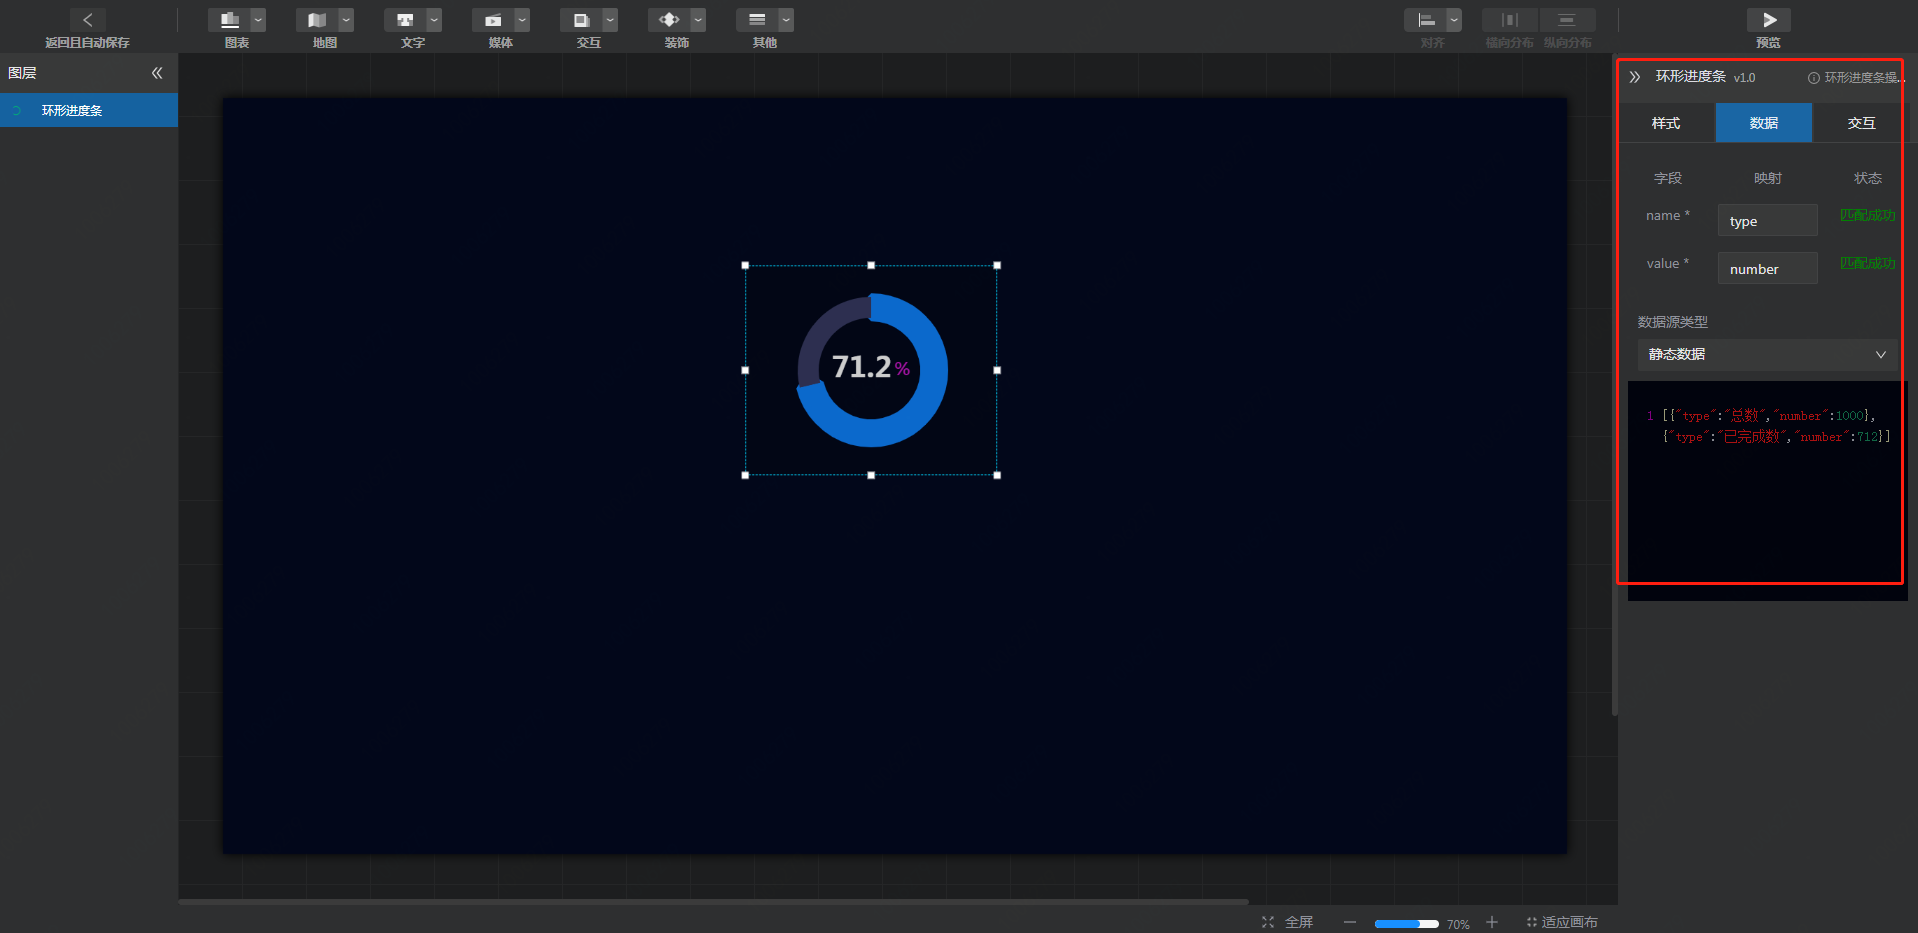 返回且自动保存
图表
地图
文字
媒体
交互
装饰
其他
对齐
横向分布
纵向分布
预览
图层
环形进度条
71.2%
环形进度条 v1.0
环形进度条操...
样式
数据
交互
字段
映射
状态
name *
type
匹配成功
value *
number
匹配成功
数据源类型
静态数据
1 [{"type":"总数","number":1000},
{"type":"已完成数","number":712}]
全屏
70%
适应画布